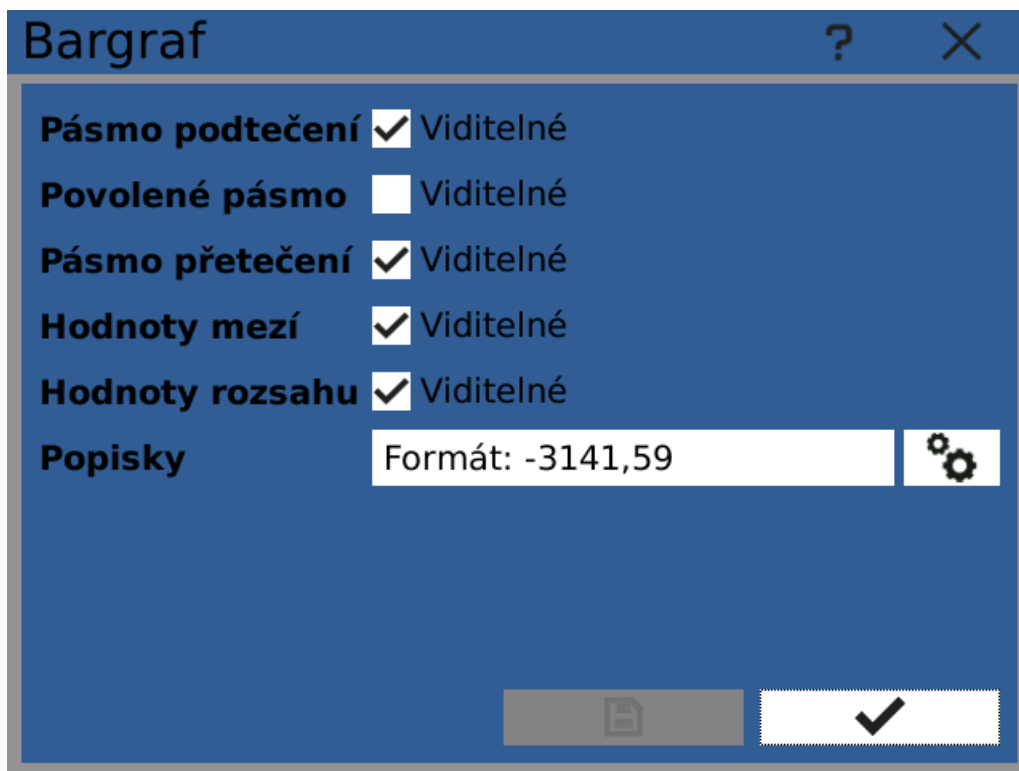 Bargraf ?
Pásmo podtečení Viditelné
Povolené pásmo Viditelné
Pásmo přetečení Viditelné
Hodnoty mezí Viditelné
Hodnoty rozsahu Viditelné
Popisky Formát: -3141,59